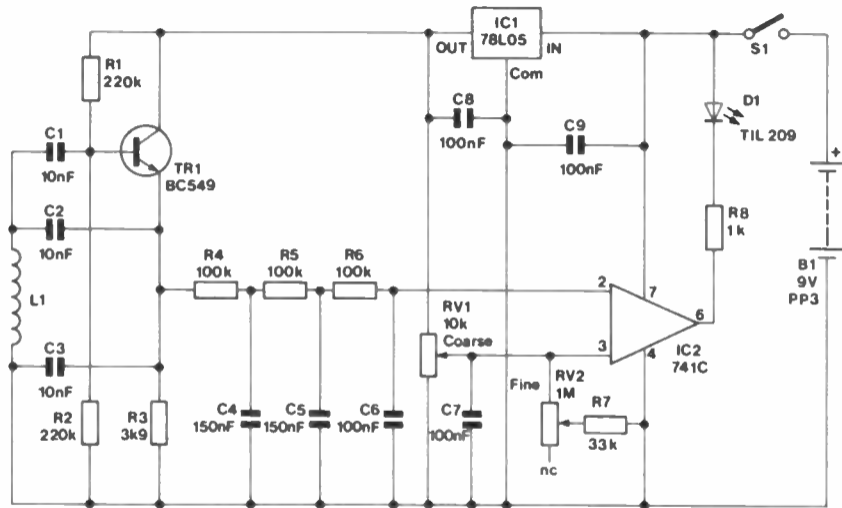 IC1
78L05
OUT
IN
Com
S1
R1
220k
C8
100nF
D1
TIL 209
C1
10nF
TR1
BC549
C9
100nF
+
C2
10nF
R8
1k
R4
100k
R5
100k
R6
100k
B1
9V
PP3
L1
RV1
10k
Coarse
2
7
6
3
4
IC2
741C
C3
10nF
Fine
RV2
1M
R7
33k
R2
220k
R3
3k9
C4
150nF
C5
150nF
C6
100nF
C7
100nF
nc